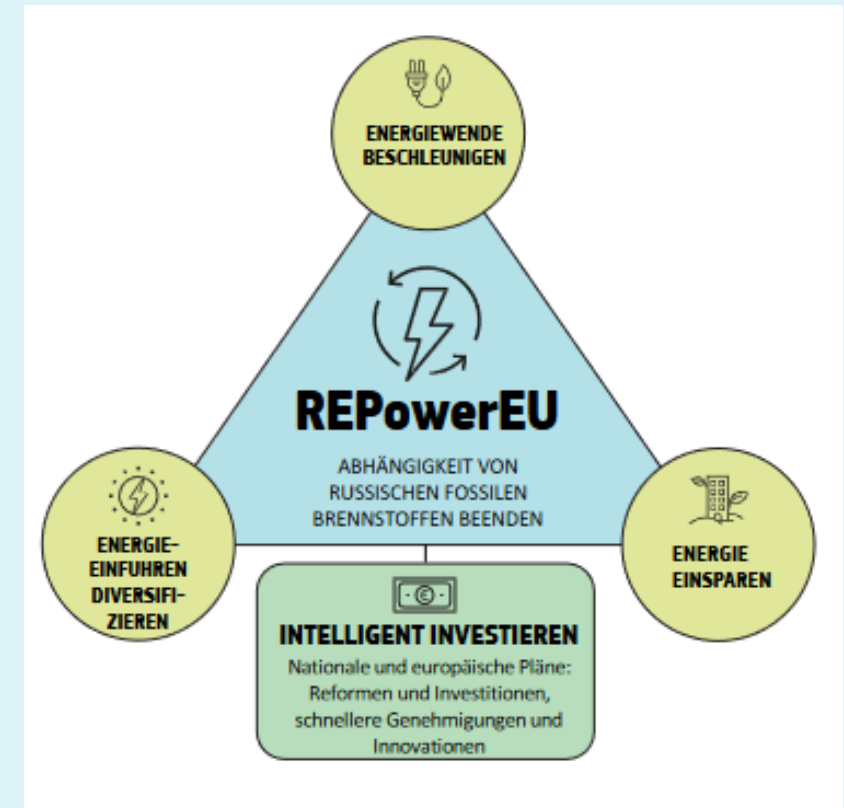 ENERGIEWENDE
BESCHLEUNIGEN
REPowerEU
ABHÄNGIGKEIT VON
RUSSISCHEN FOSSILEN
BRENNSTOFFEN BEENDEN
ENERGIE-
EINFUHREN
DIVERSIFI-
ZIEREN
ENERGIE
EINSPAREN
INTELLIGENT INVESTIEREN
Nationale und europäische Pläne:
Reformen und Investitionen,
schnellere Genehmigungen und
Innovationen